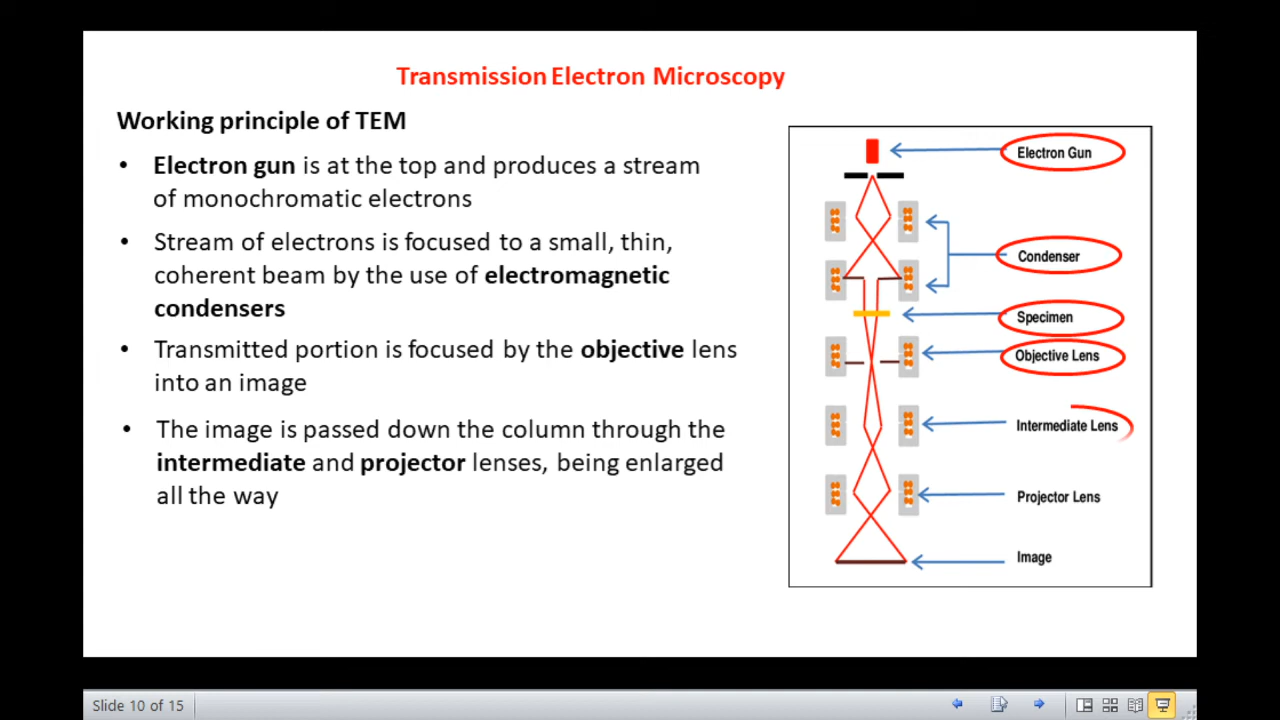 Transmission Electron Microscopy
Working principle of TEM
• Electron gun is at the top and produces a stream
of monochromatic electrons
• Stream of electrons is focused to a small, thin,
coherent beam by the use of electromagnetic
condensers
• Transmitted portion is focused by the objective lens
into an image
• The image is passed down the column through the
intermediate and projector lenses, being enlarged
all the way
Electron Gun
Condenser
Specimen
Objective Lens
Intermediate Lens
Projector Lens
Image
Slide 10 of 15